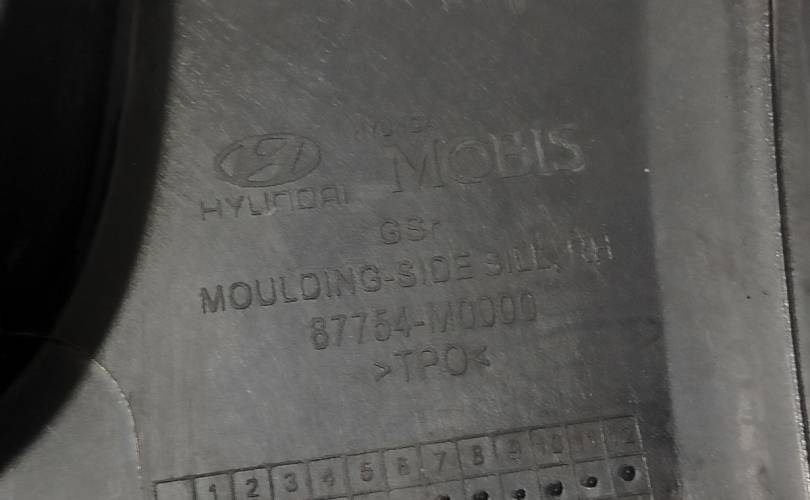 HYUNDAI
MOBIS
HYUNDAI
GSr
MOULDING-SIDE SILL, RH
87754-M0000
>TPO<
1 2 3 4 5 6 7 8 9 10 11 12